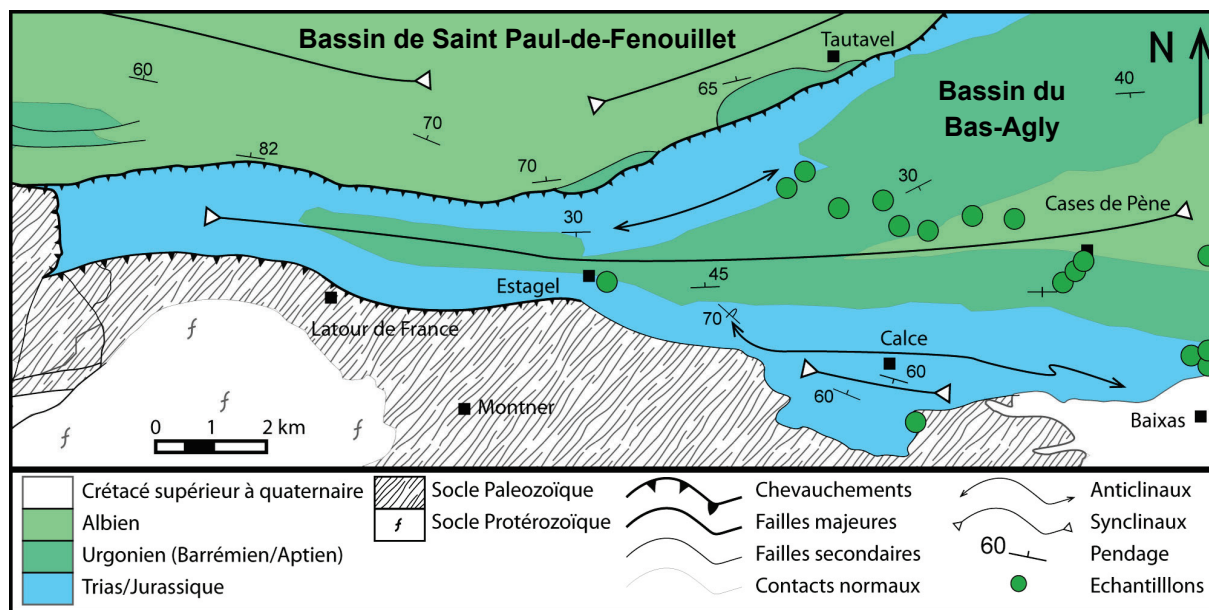 Bassin de Saint Paul-de-Fenouillet
Tautavel
N
60
65
40
Bassin du
Bas-Agly
70
82
70
30
30
Cases de Pène
Estagel
45
70
Latour de France
Calce
60
60
Montner
Baixas
0 1 2 km
ƒ
ƒ
ƒ
ƒ
Crétacé supérieur à quaternaire
Albien
Urgonien (Barrémien/Aptien)
Trias/Jurassique
Socle Paleozoïque
ƒ Socle Protérozoïque
Chevauchements
Failles majeures
Failles secondaires
Contacts normaux
Anticlinaux
Synclinaux
60 Pendage
Echantilllons